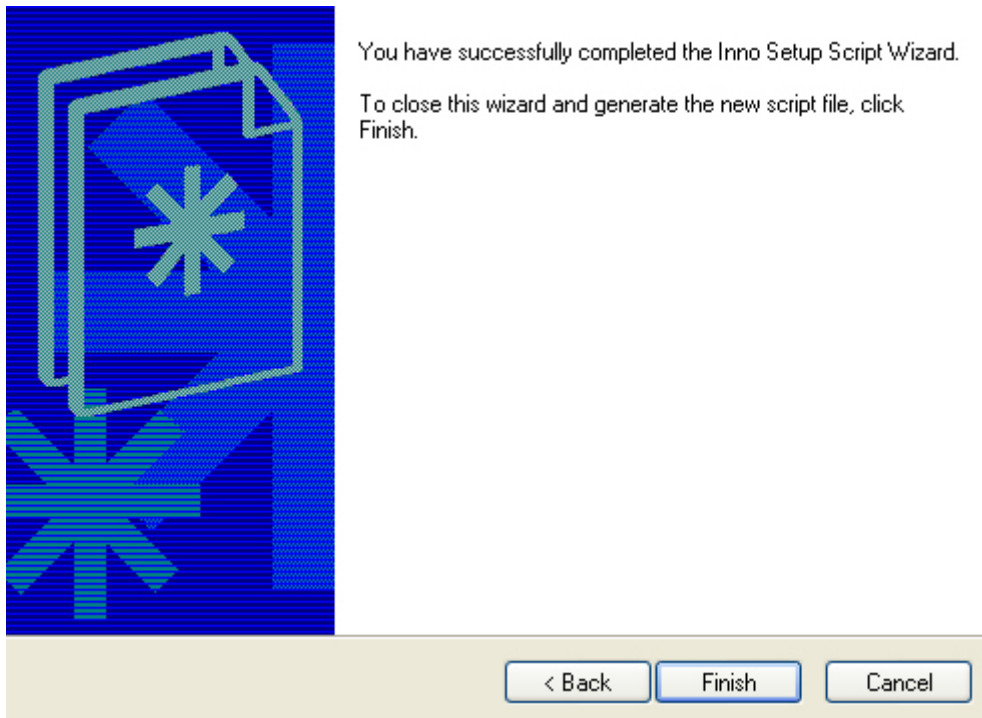 You have successfully completed the Inno Setup Script Wizard.
To close this wizard and generate the new script file, click
Finish.
< Back
Finish
Cancel